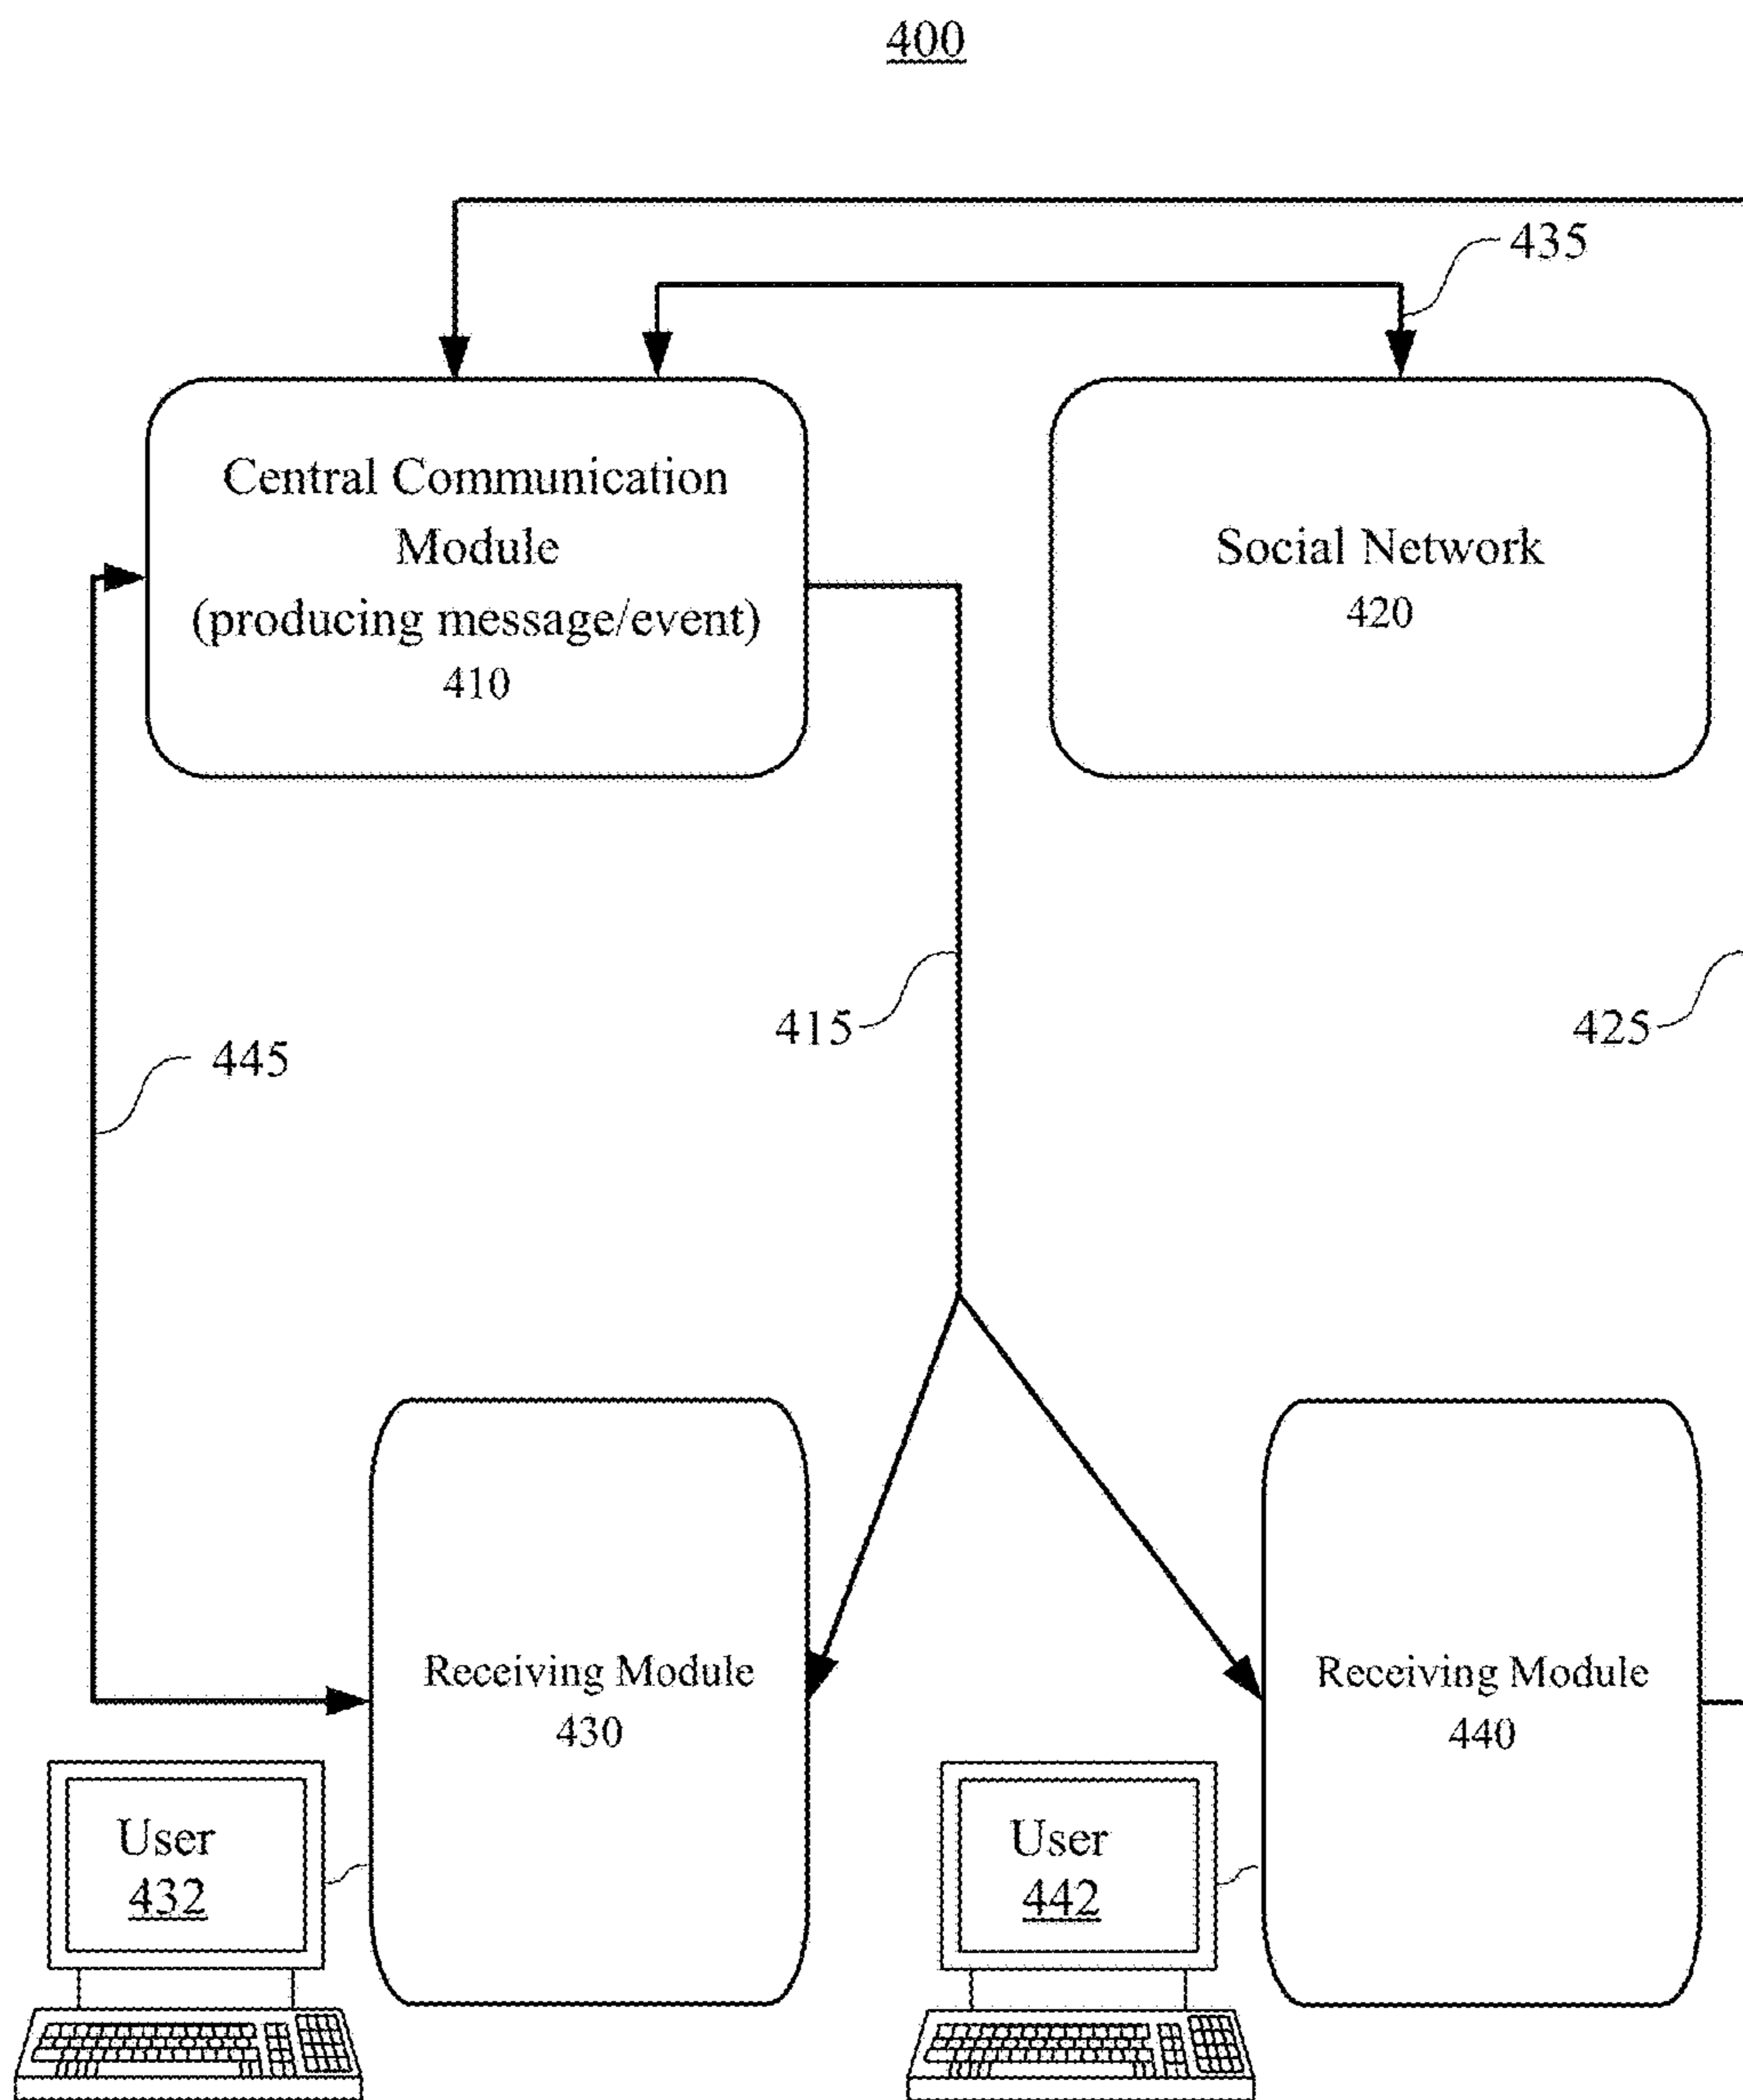 400
435
Central Communication
Module
(producing message/event)
410
Social Network
420
415
425
445
Receiving Module
430
Receiving Module
440
User
432
User
442